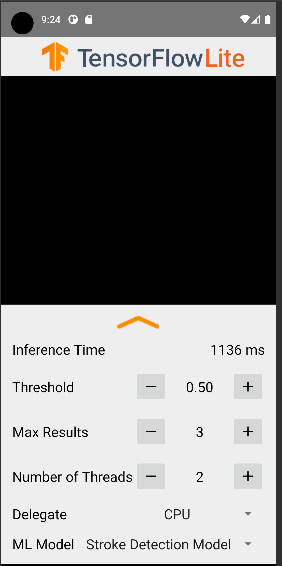 9:24
TensorFlowLite
Inference Time 1136 ms
Threshold − 0.50 +
Max Results − 3 +
Number of Threads − 2 +
Delegate CPU
ML Model Stroke Detection Model